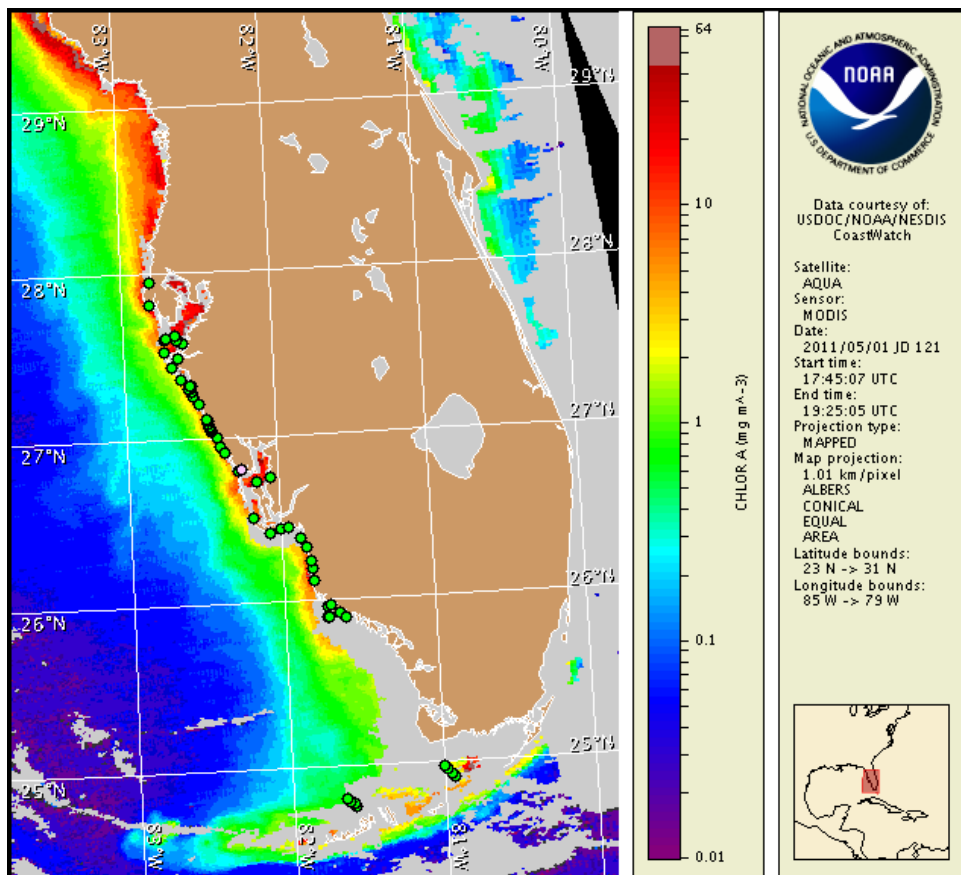 83°W
82°W
81°W
80°W
29°N
29°N
28°N
28°N
27°N
27°N
26°N
26°N
25°N
25°N
83°W
82°W
81°W
64
10
1
0.1
0.01
CHLOR A (mg m^-3)
NATIONAL OCEANIC AND ATMOSPHERIC ADMINISTRATION
NOAA
U.S. DEPARTMENT OF COMMERCE
Data courtesy of:
USDOC/NOAA/NESDIS
CoastWatch
Satellite:
AQUA
Sensor:
MODIS
Date:
2011/05/01 JD 121
Start time:
17:45:07 UTC
End time:
19:25:05 UTC
Projection type:
MAPPED
Map projection:
1.01 km/pixel
ALBERS
CONICAL
EQUAL
AREA
Latitude bounds:
23 N -> 31 N
Longitude bounds:
85 W -> 79 W